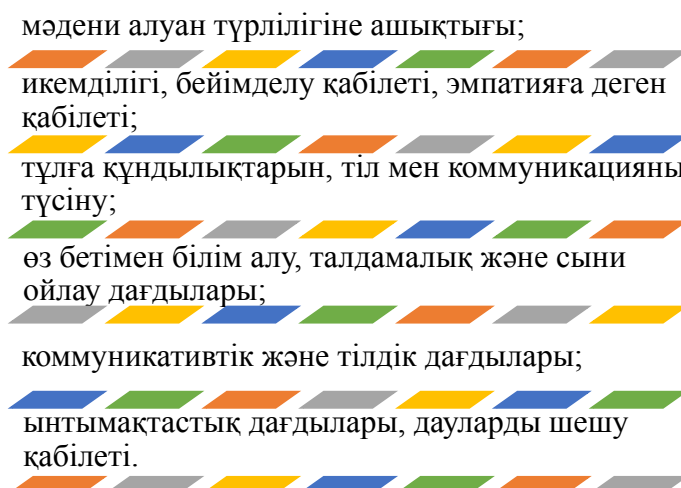 мәдени алуан түрлілігіне ашықтығы;
икемділігі, бейімделу қабілеті, эмпатияға деген
қабілеті;
тұлға құндылықтарын, тіл мен коммуникацияны
түсіну;
өз бетімен білім алу, талдамалық және сыни
ойлау дағдылары;
коммуникативтік және тілдік дағдылары;
ынтымақтастық дағдылары, дауларды шешу
қабілеті.